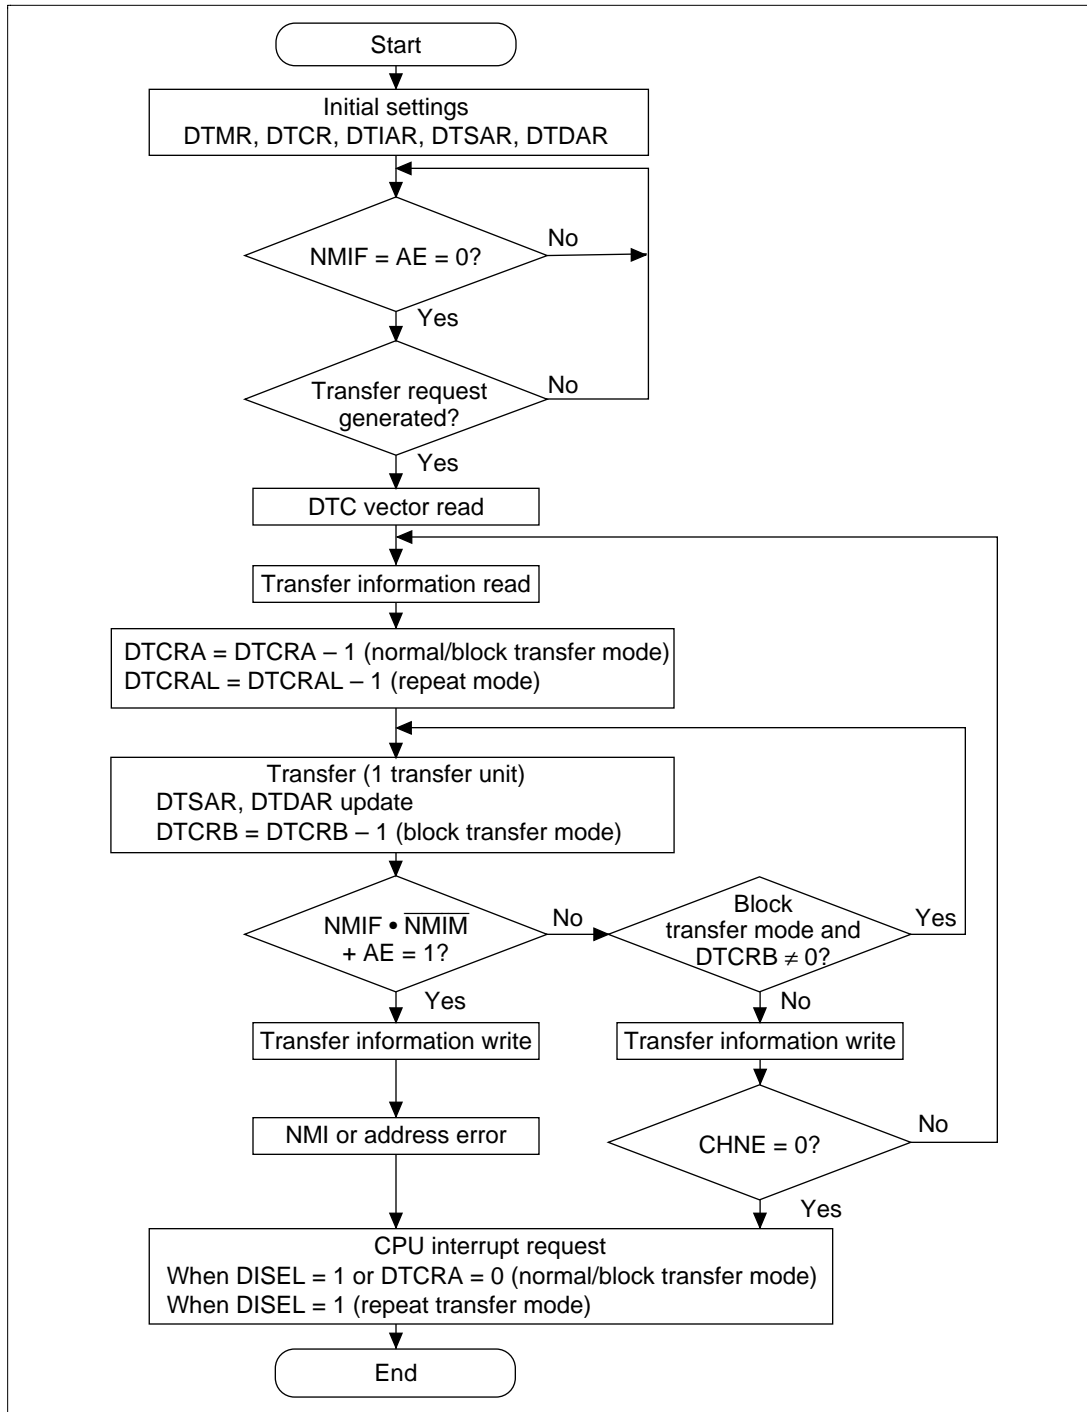 Start
Initial settings
DTMR, DTCR, DTIAR, DTSAR, DTDAR
NMIF = AE = 0?
No
Yes
Transfer request
generated?
No
Yes
DTC vector read
Transfer information read
DTCRA = DTCRA – 1 (normal/block transfer mode)
DTCRAL = DTCRAL – 1 (repeat mode)
Transfer (1 transfer unit)
DTSAR, DTDAR update
DTCRB = DTCRB – 1 (block transfer mode)
NMIF • N̅M̅I̅M̅
+ AE = 1?
No
Yes
Block
transfer mode and
DTCRB ≠ 0?
Yes
No
Transfer information write
Transfer information write
NMI or address error
CHNE = 0?
No
Yes
CPU interrupt request
When DISEL = 1 or DTCRA = 0 (normal/block transfer mode)
When DISEL = 1 (repeat transfer mode)
End